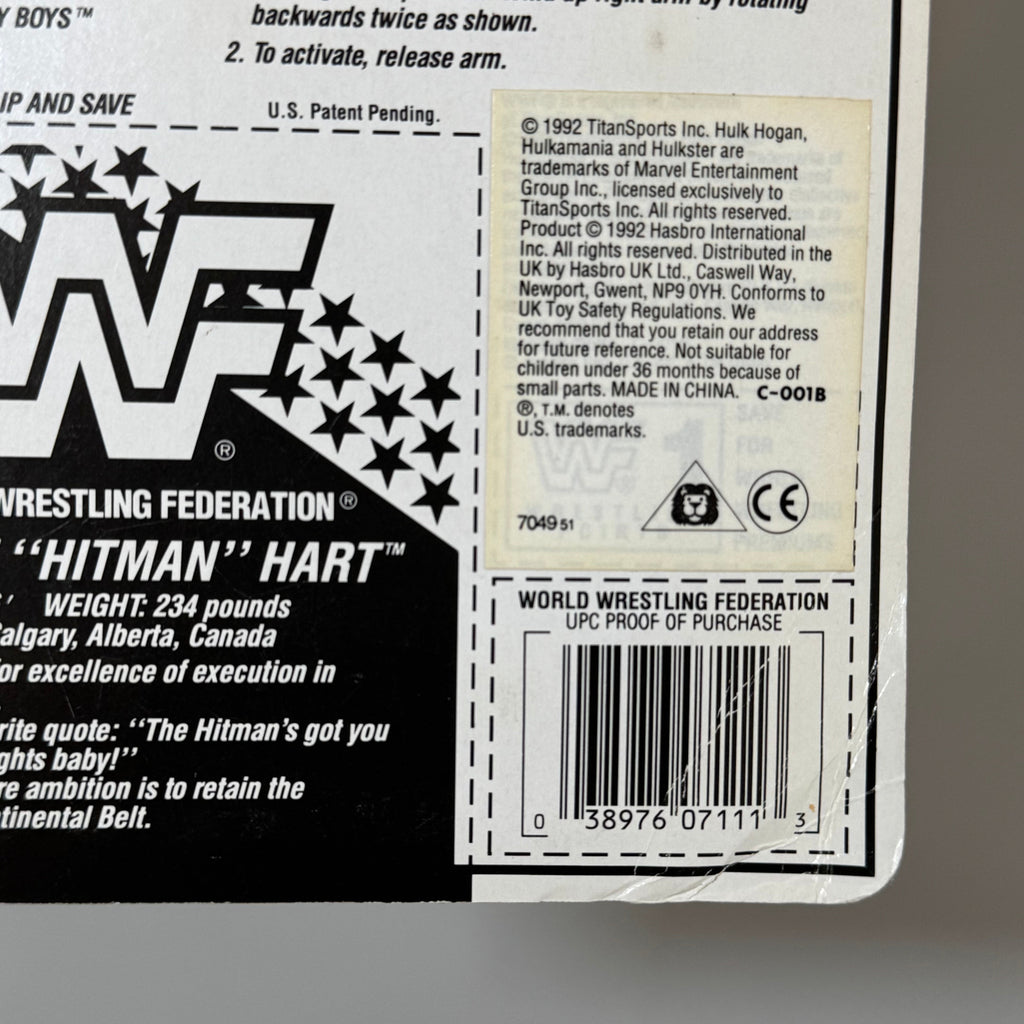 Y BOYS™
backwards twice as shown.
2. To activate, release arm.
IP AND SAVE
U.S. Patent Pending.
© 1992 TitanSports Inc. Hulk Hogan,
Hulkamania and Hulkster are
trademarks of Marvel Entertainment
Group Inc., licensed exclusively to
TitanSports Inc. All rights reserved.
Product © 1992 Hasbro International
Inc. All rights reserved. Distributed in the
UK by Hasbro UK Ltd., Caswell Way,
Newport, Gwent, NP9 0YH. Conforms to
UK Toy Safety Regulations. We
recommend that you retain our address
for future reference. Not suitable for
children under 36 months because of
small parts. MADE IN CHINA. C-001B
®, T.M. denotes
U.S. trademarks.
7049 51
CE
WF
®
WRESTLING FEDERATION®
"HITMAN" HART™
WEIGHT: 234 pounds
algary, Alberta, Canada
or excellence of execution in
rite quote: "The Hitman's got you
ghts baby!"
re ambition is to retain the
tinental Belt.
WORLD WRESTLING FEDERATION
UPC PROOF OF PURCHASE
0 38976 07111 3